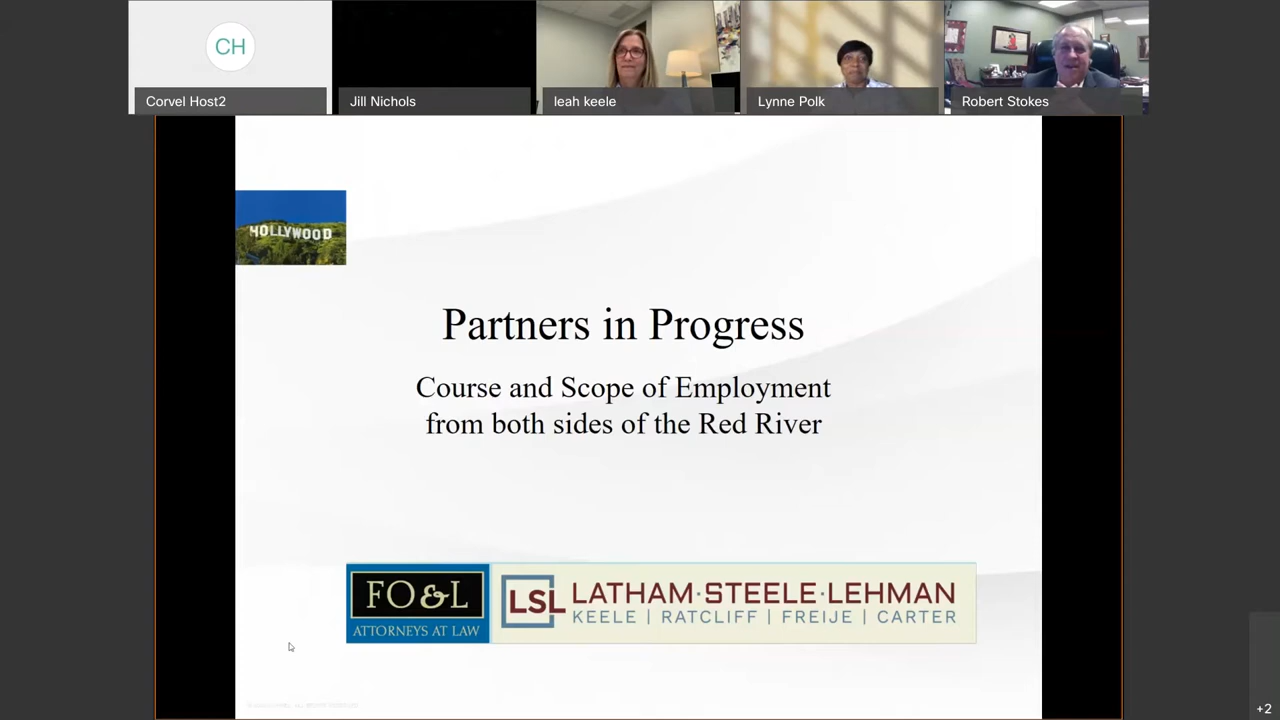 CH
Corvel Host2
Jill Nichols
leah keele
Lynne Polk
Robert Stokes
HOLLYWOOD
Partners in Progress
Course and Scope of Employment
from both sides of the Red River
FO&L
ATTORNEYS AT LAW
LSL
LATHAM·STEELE·LEHMAN
KEELE | RATCLIFF | FREIJE | CARTER
+2